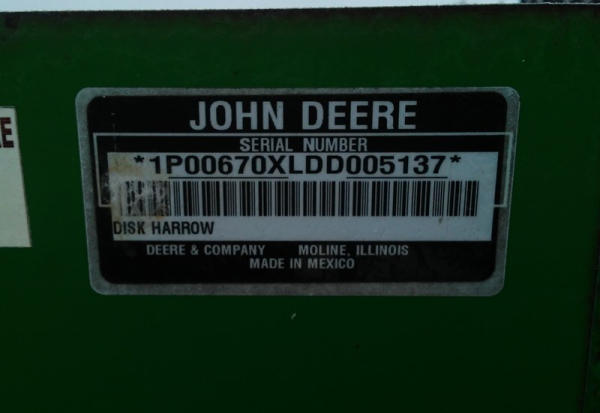 JOHN DEERE
SERIAL NUMBER
*1P00670XLDD005137*
DISK HARROW
DEERE & COMPANY MOLINE, ILLINOIS
MADE IN MEXICO